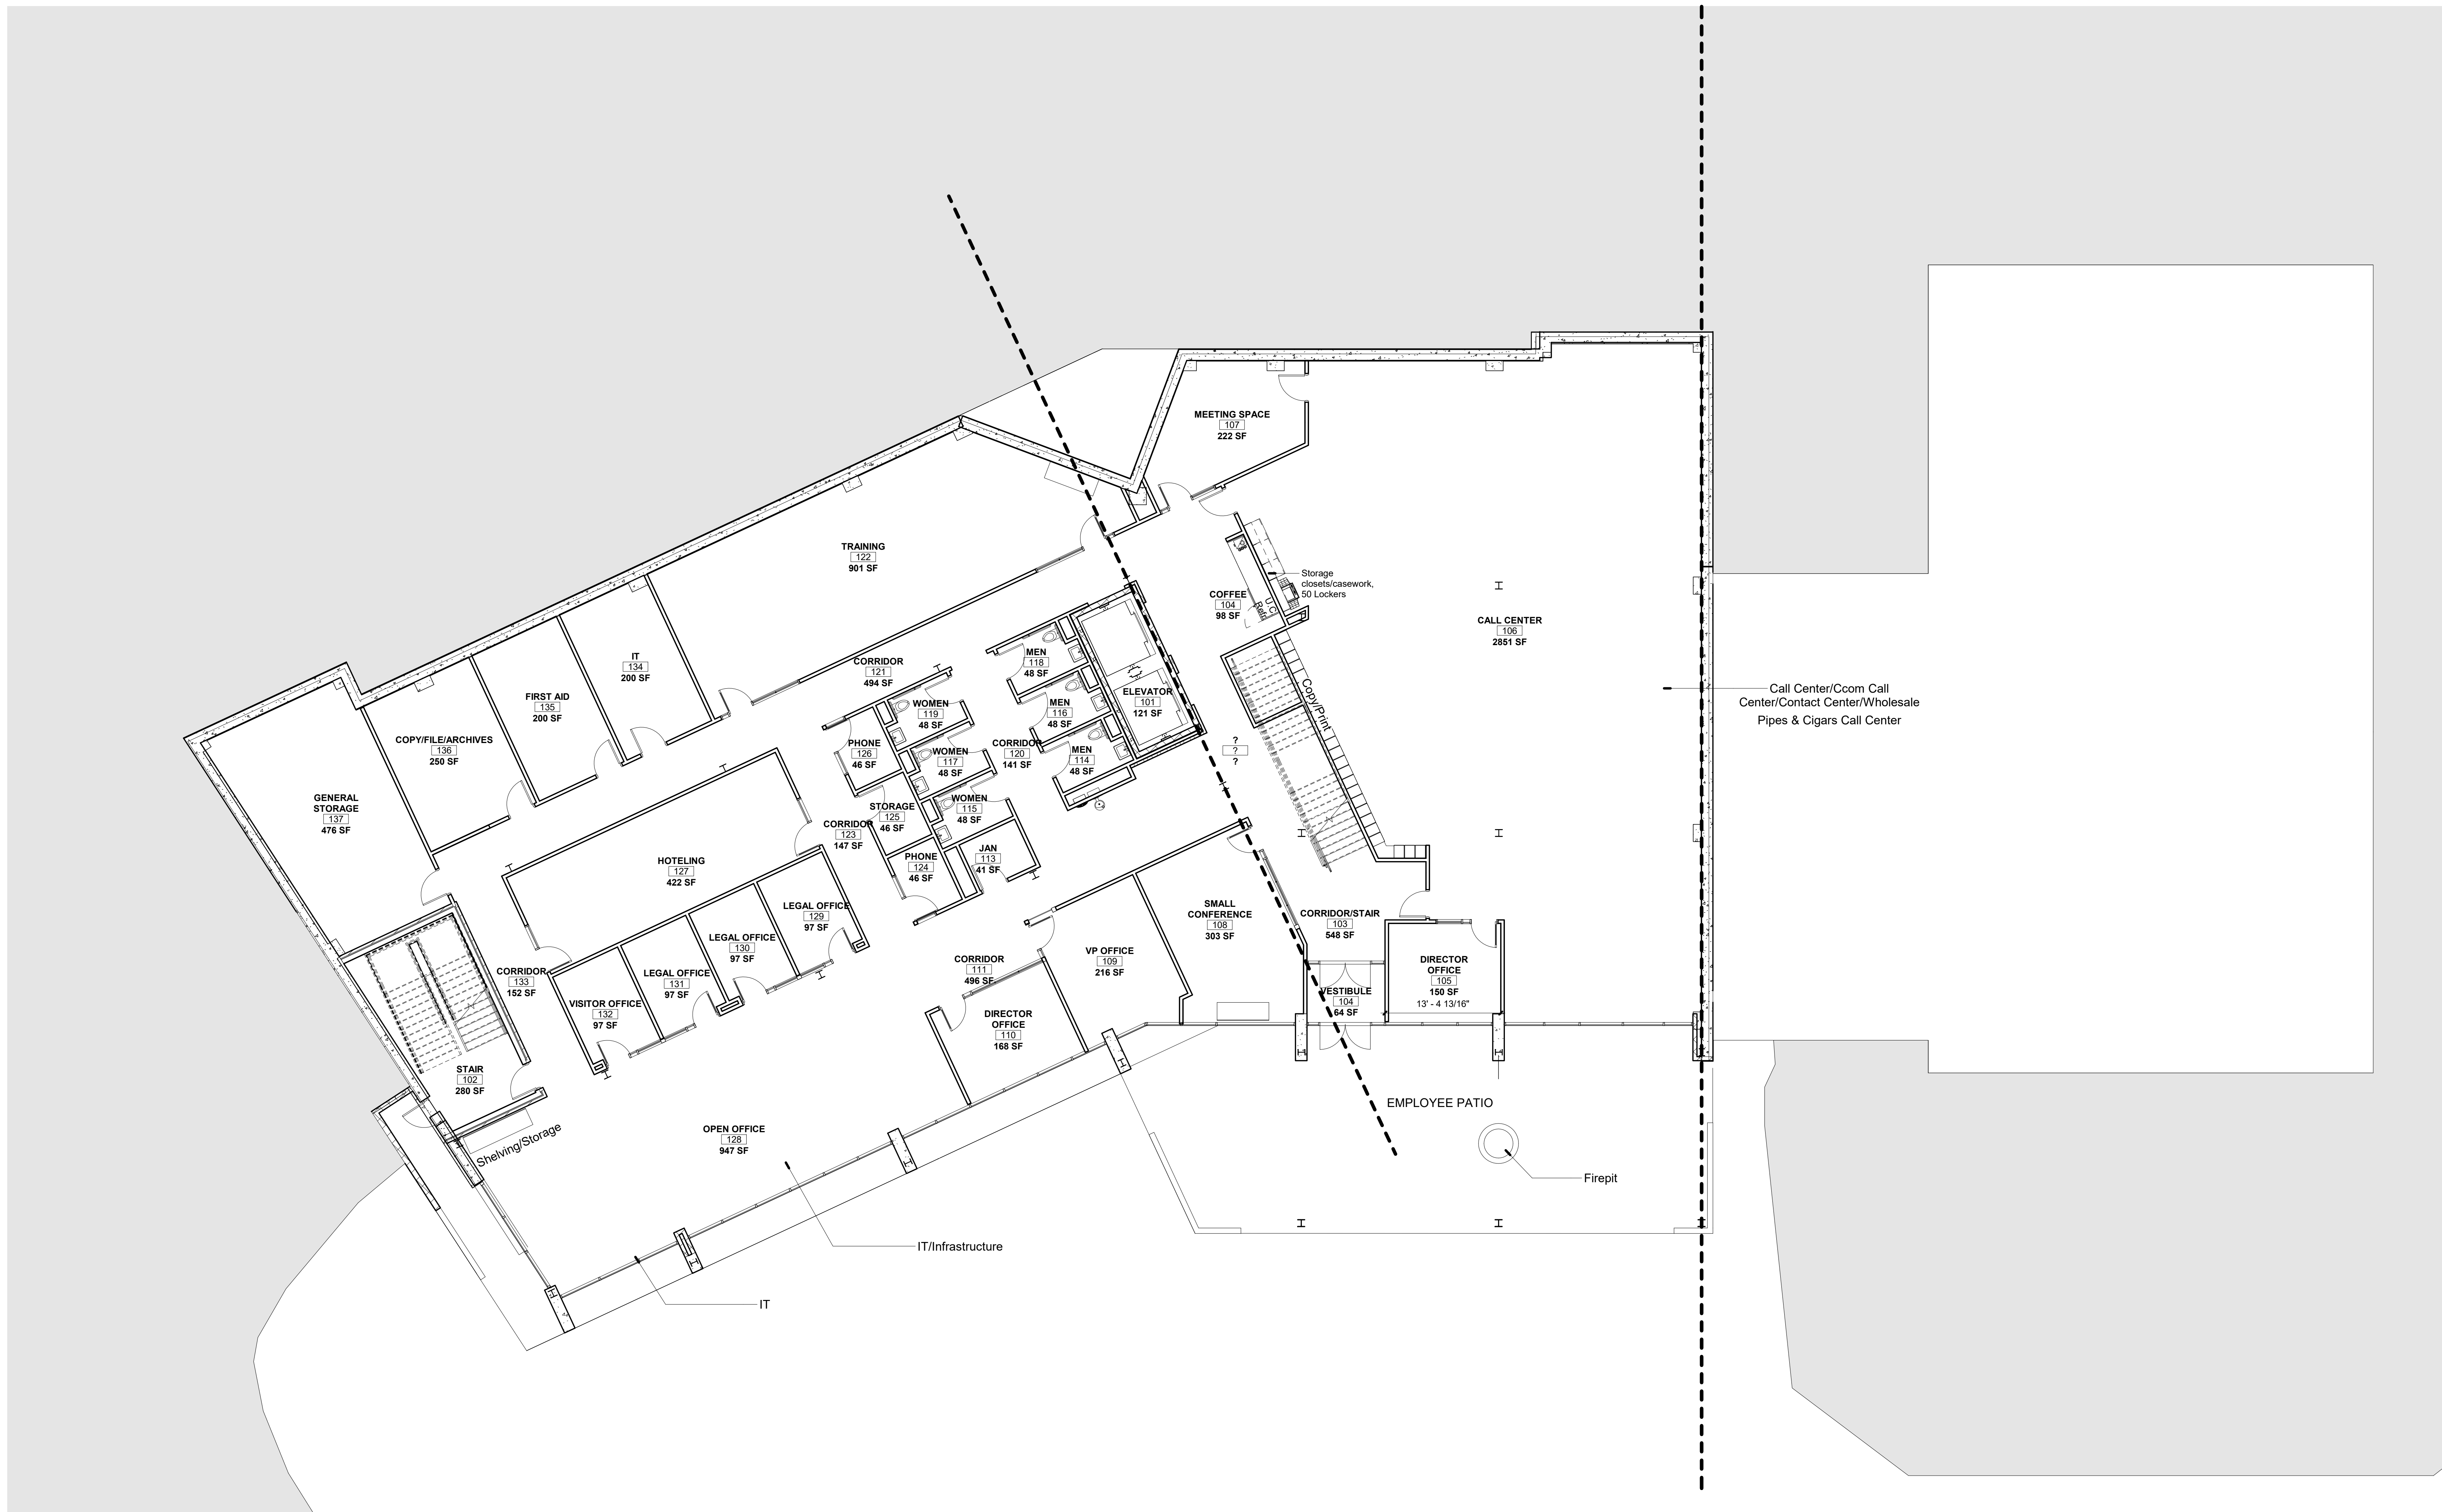 MEETING SPACE
107
222 SF
TRAINING
122
901 SF
Storage
closets/casework,
50 Lockers
COFFEE
104
98 SF
U.C.
Refr
CALL CENTER
106
2851 SF
Call Center/Ccom Call
Center/Contact Center/Wholesale
Pipes & Cigars Call Center
CORRIDOR
121
494 SF
MEN
118
48 SF
IT
134
200 SF
FIRST AID
135
200 SF
ELEVATOR
101
121 SF
Copy/Print
WOMEN
119
48 SF
MEN
116
48 SF
COPY/FILE/ARCHIVES
136
250 SF
PHONE
126
46 SF
WOMEN
117
48 SF
CORRIDOR
120
141 SF
MEN
114
48 SF
?
?
?
GENERAL
STORAGE
137
476 SF
STORAGE
125
46 SF
WOMEN
115
48 SF
CORRIDOR
123
147 SF
HOTELING
127
422 SF
PHONE
124
46 SF
JAN
113
41 SF
LEGAL OFFICE
129
97 SF
SMALL
CONFERENCE
108
303 SF
CORRIDOR/STAIR
103
548 SF
LEGAL OFFICE
130
97 SF
VP OFFICE
109
216 SF
CORRIDOR
111
496 SF
CORRIDOR
133
152 SF
LEGAL OFFICE
131
97 SF
DIRECTOR
OFFICE
105
150 SF
13' - 4 13/16"
VISITOR OFFICE
132
97 SF
VESTIBULE
104
64 SF
DIRECTOR
OFFICE
110
168 SF
STAIR
102
280 SF
EMPLOYEE PATIO
Shelving/Storage
OPEN OFFICE
128
947 SF
Firepit
IT/Infrastructure
IT